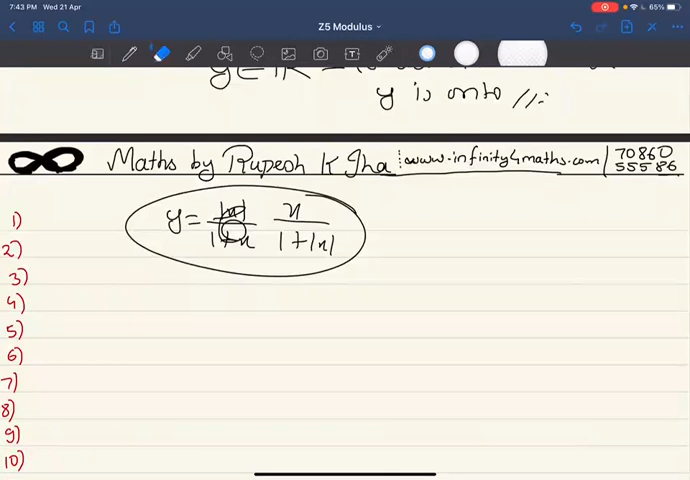 7:43 PM Wed 21 Apr
65%
Z5 Modulus
T
y is onto //
Maths by Rupesh K Jha | www.infinity4maths.com / 70860 55586
y = |x| / 1+x   x / 1+|x|
1)
2)
3)
4)
5)
6)
7)
8)
9)
10)